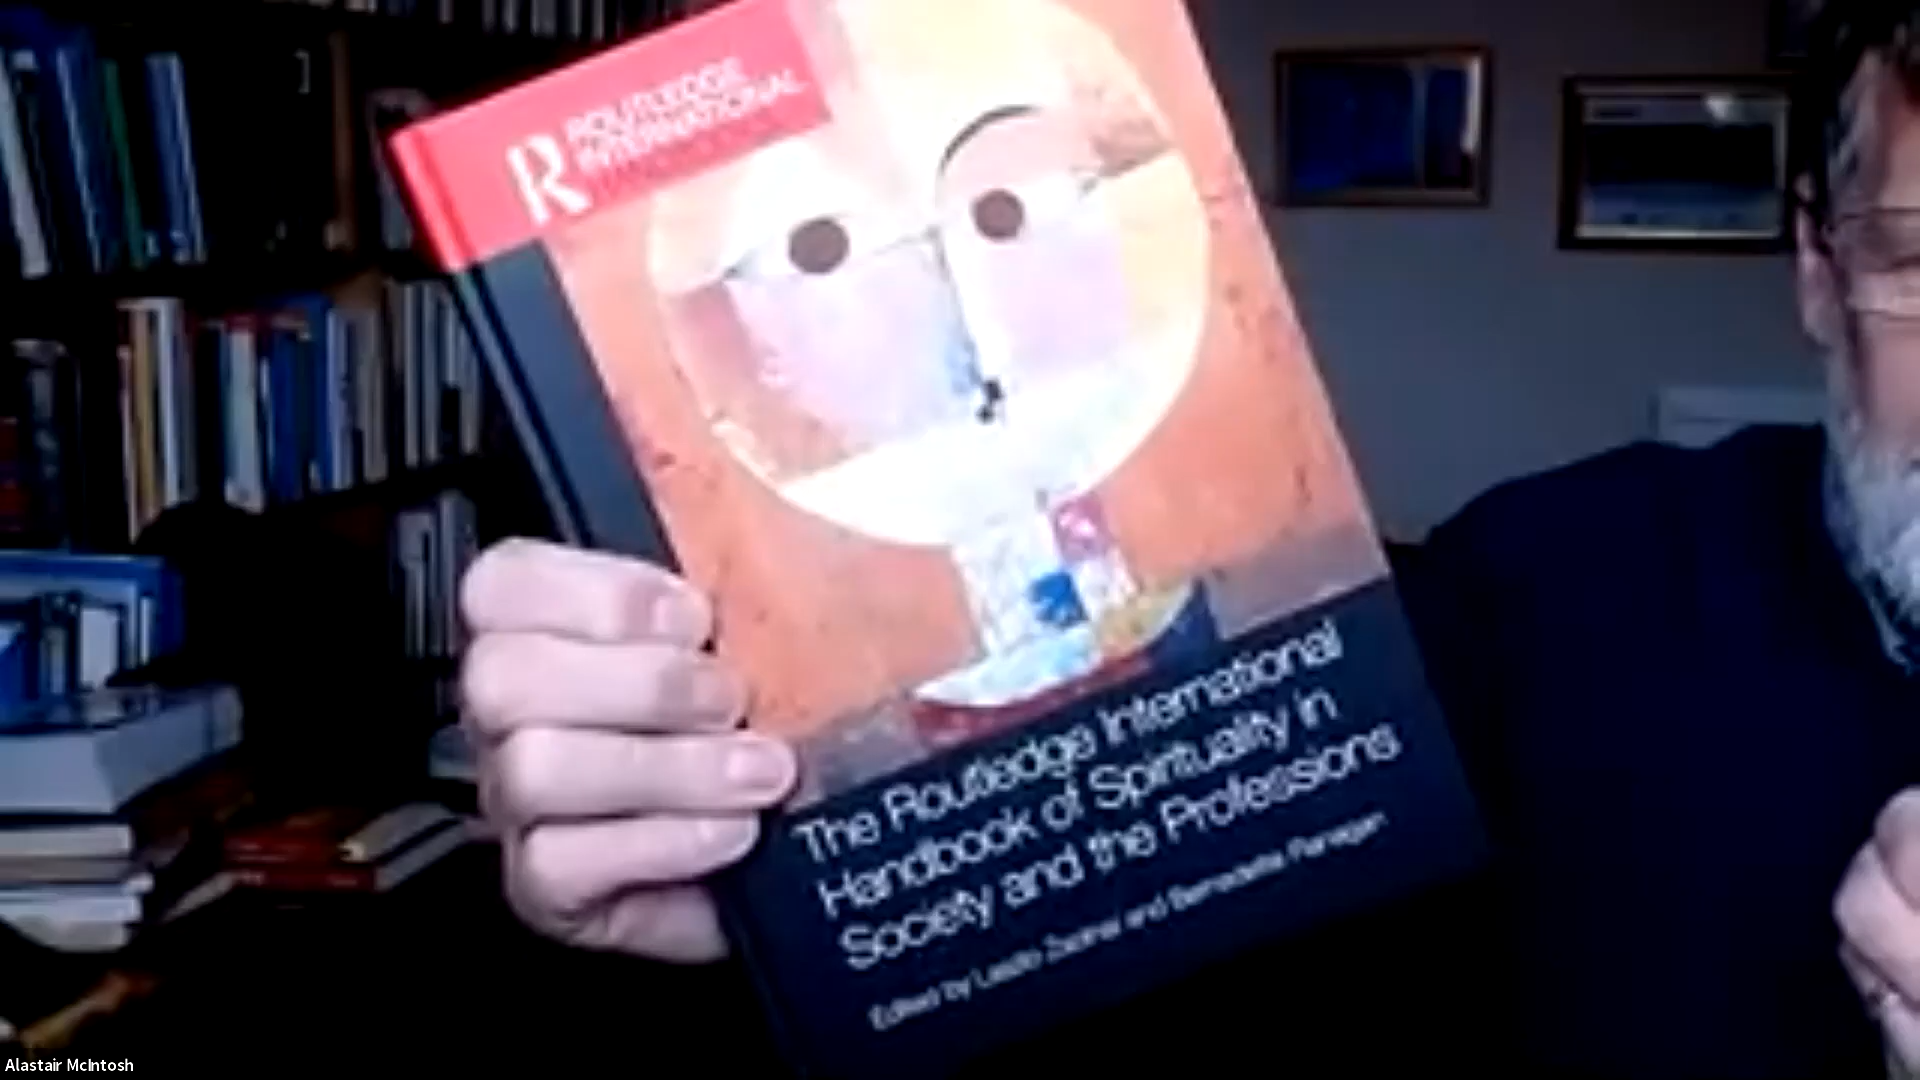 ROUTLEDGE
INTERNATIONAL
The Routledge International
Handbook of Spirituality in
Society and the Professions
Edited by Laszlo Zsolnai and Bernadette Flanagan
Alastair McIntosh